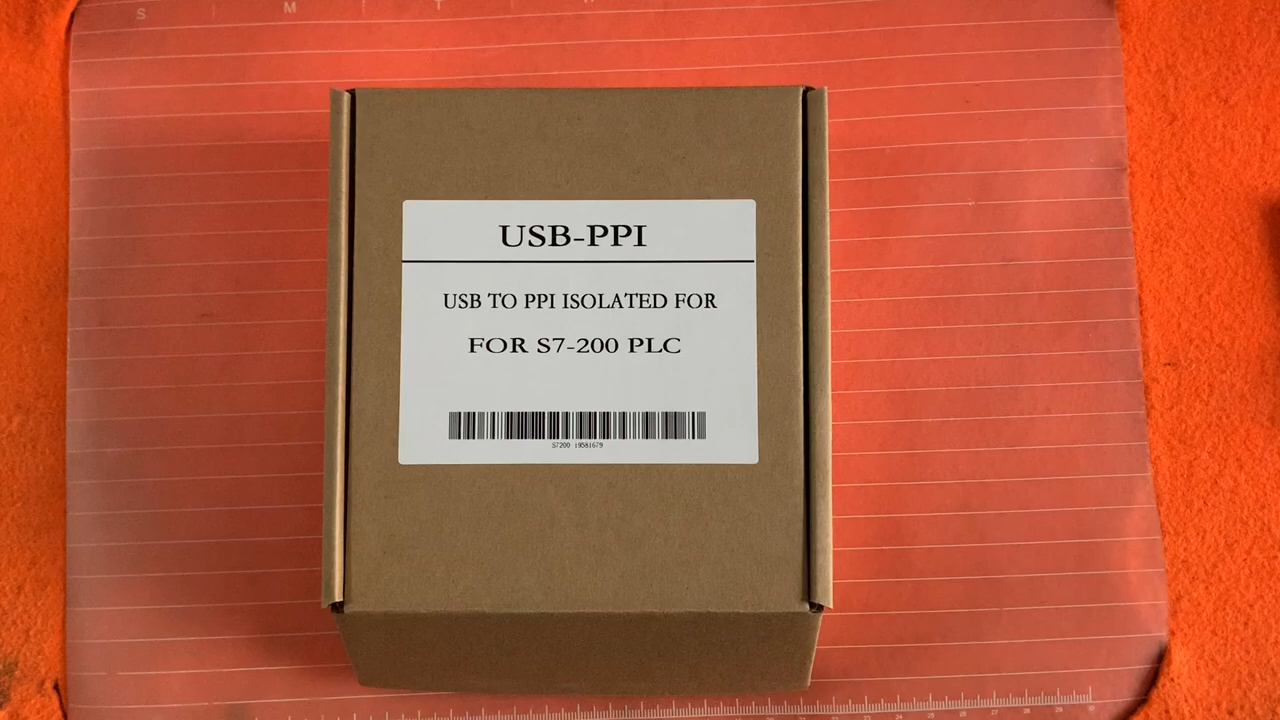 S M T
USB-PPI
USB TO PPI ISOLATED FOR
FOR S7-200 PLC
S7200 19581679